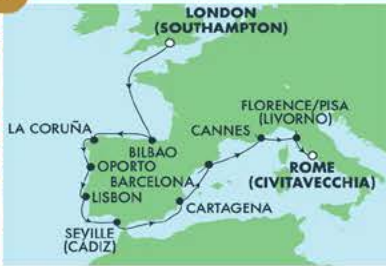 LONDON
(SOUTHAMPTON)
FLORENCE/PISA
(LIVORNO)
LA CORUÑA
CANNES
BILBAO
OPORTO
BARCELONA
ROME
(CIVITAVECCHIA)
LISBON
CARTAGENA
SEVILLE
(CÁDIZ)